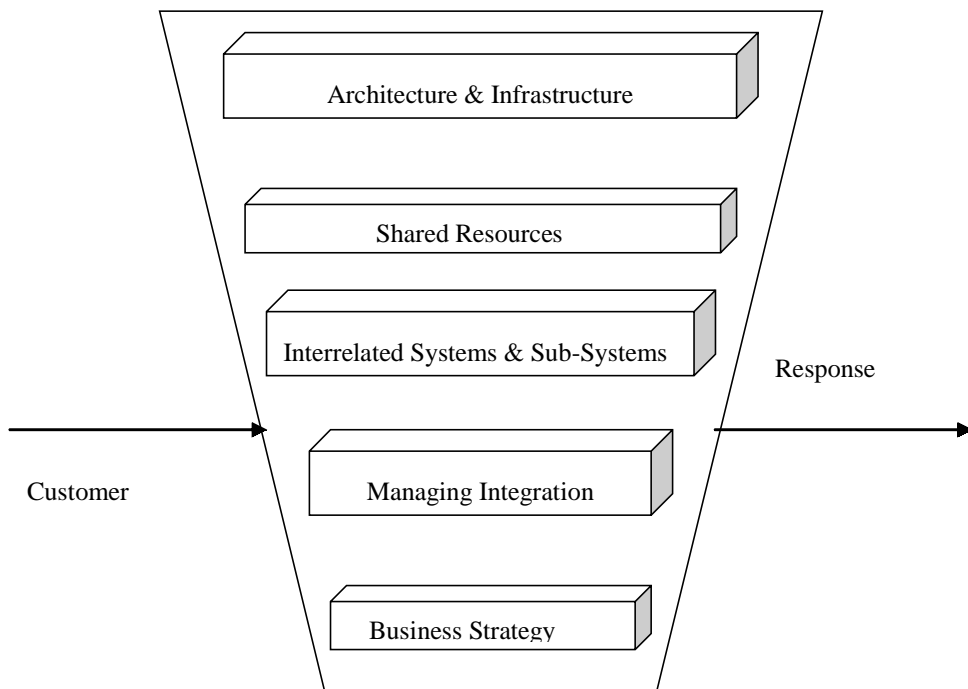 Architecture & Infrastructure
Shared Resources
Interrelated Systems & Sub-Systems
Response
Customer
Managing Integration
Business Strategy